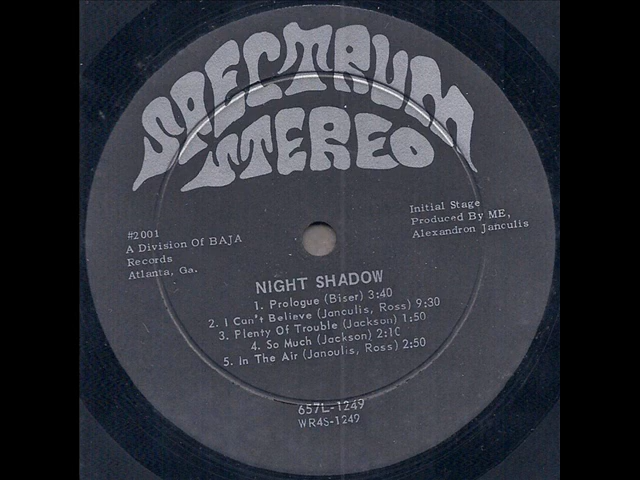 SPECTRUM
STEREO
#2001
A Division Of BAJA
Records
Atlanta, Ga.
Initial Stage
Produced By ME,
Alexandron Janculis
NIGHT SHADOW
1. Prologue (Biser) 3:40
2. I Can't Believe (Janculis, Ross) 9:30
3. Plenty Of Trouble (Jackson) 1:50
4. So Much (Jackson) 2:10
5. In The Air (Janoulis, Ross) 2:50
657L-1249
WR4S-1249